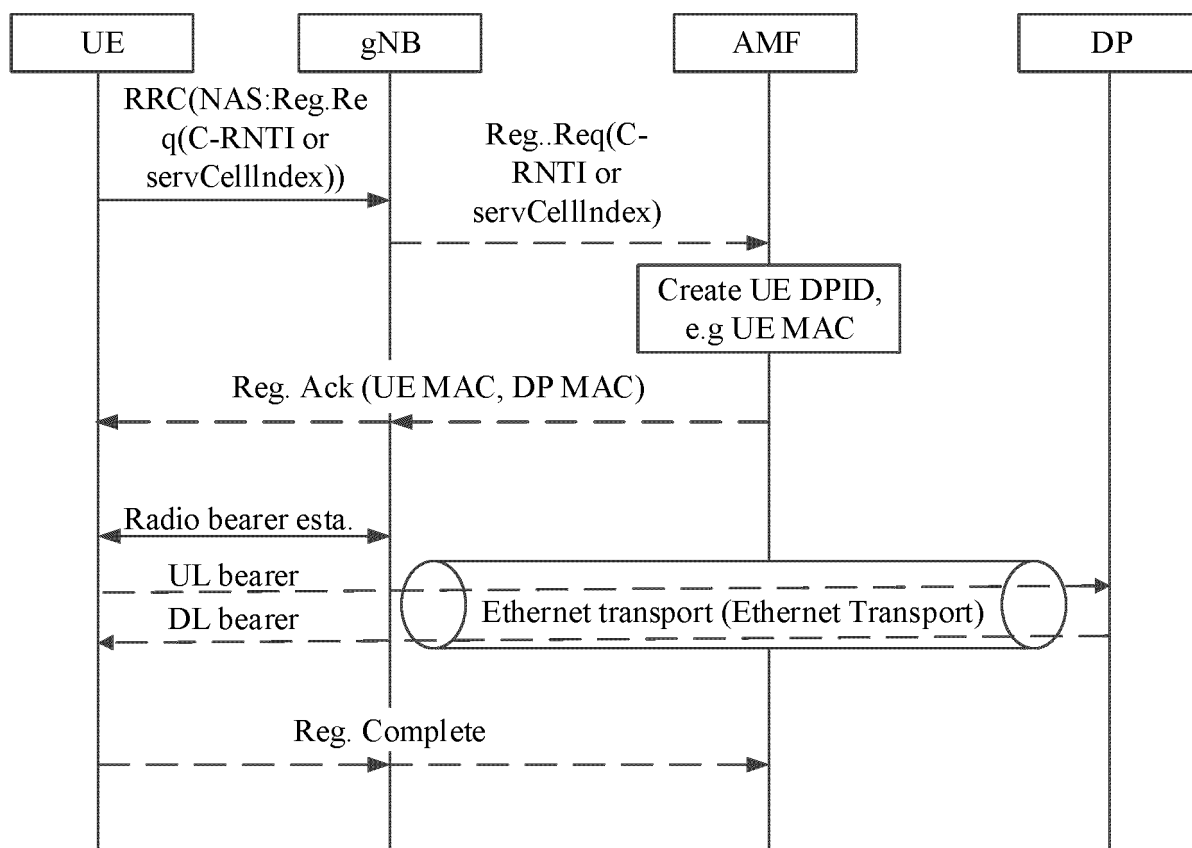 UE
gNB
AMF
DP
RRC(NAS:Reg.Re
q(C-RNTI or
servCellIndex))
Reg..Req(C-
RNTI or
servCellIndex)
Create UE DPID,
e.g UE MAC
Reg. Ack (UE MAC, DP MAC)
Radio bearer esta.
UL bearer
DL bearer
Ethernet transport (Ethernet Transport)
Reg. Complete